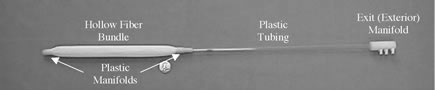 Hollow Fiber
Bundle
Plastic
Tubing
Exit (Exterior)
Manifold
Plastic
Manifolds